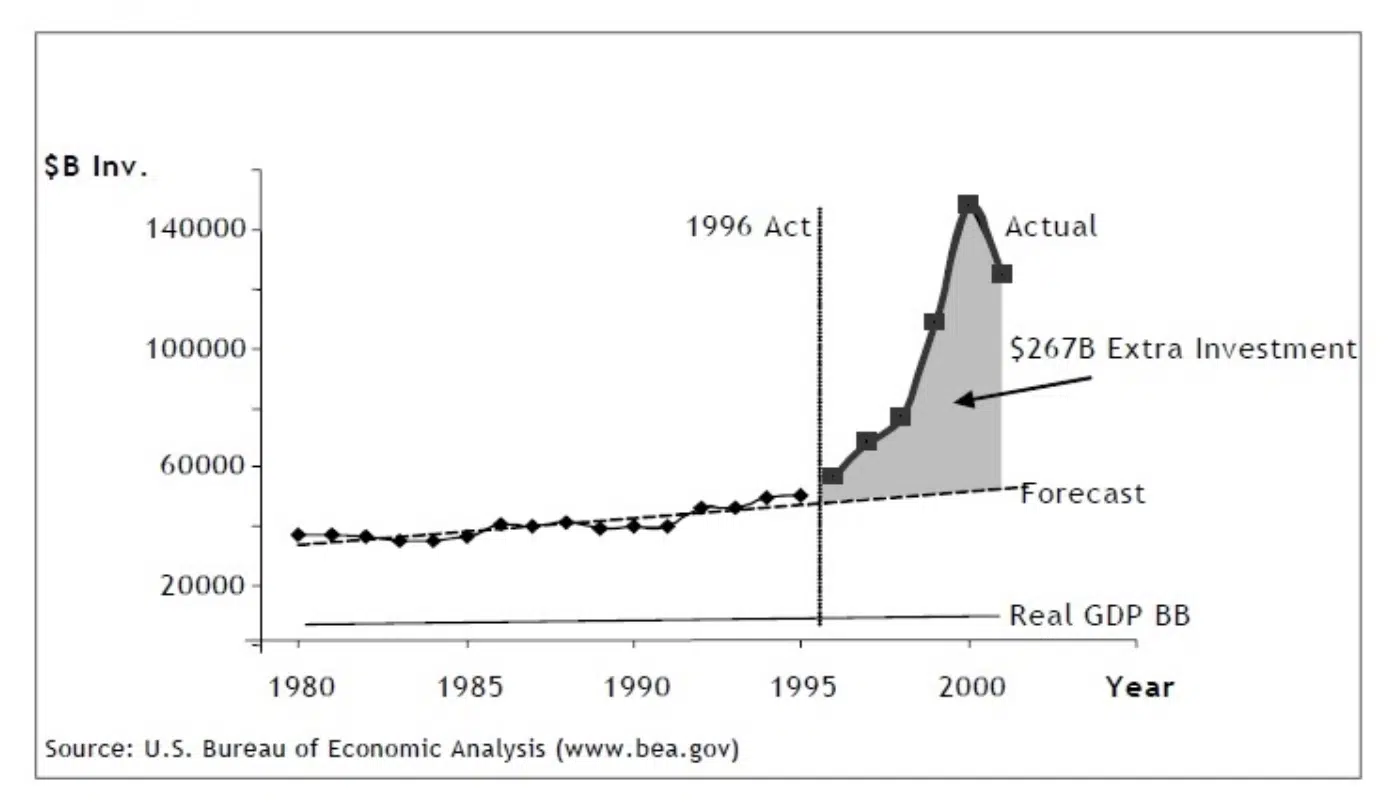 $B Inv.
140000
1996 Act
Actual
100000
$267B Extra Investment
60000
Forecast
20000
Real GDP BB
1980 1985 1990 1995 2000 Year
Source: U.S. Bureau of Economic Analysis (www.bea.gov)